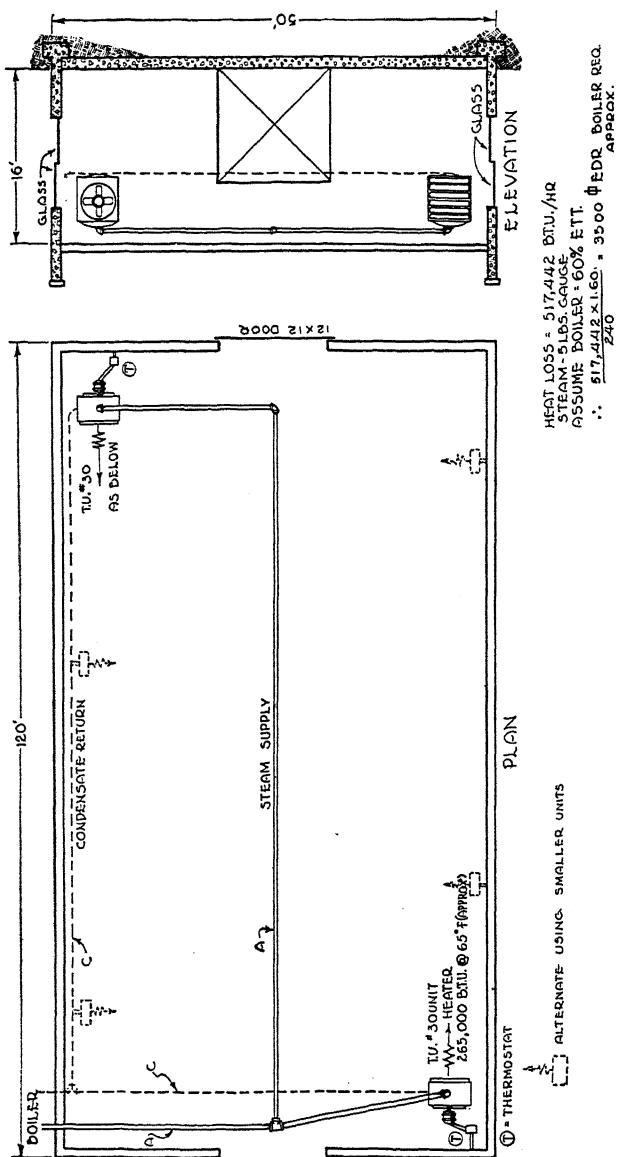 50'
16'
GLASS
GLASS
ELEVATION
HEAT LOSS = 517,442 B.T.U./HR
STEAM - 5 LBS. GAUGE
ASSUME BOILER = 60% ETT.
∴ 517,442 X 1.60. = 3500 ⏀ EDR BOILER REQ.
240
APPROX.
120'
12 X 12 DOOR
T
T.U. #30
AS BELOW
CONDENSATE RETURN
STEAM SUPPLY
C
A
BOILER
A
C
T.U. #30 UNIT
HEATER
265,000 B.T.U. @ 65°F (APPROX)
T
PLAN
T = THERMOSTAT
ALTERNATE USING SMALLER UNITS